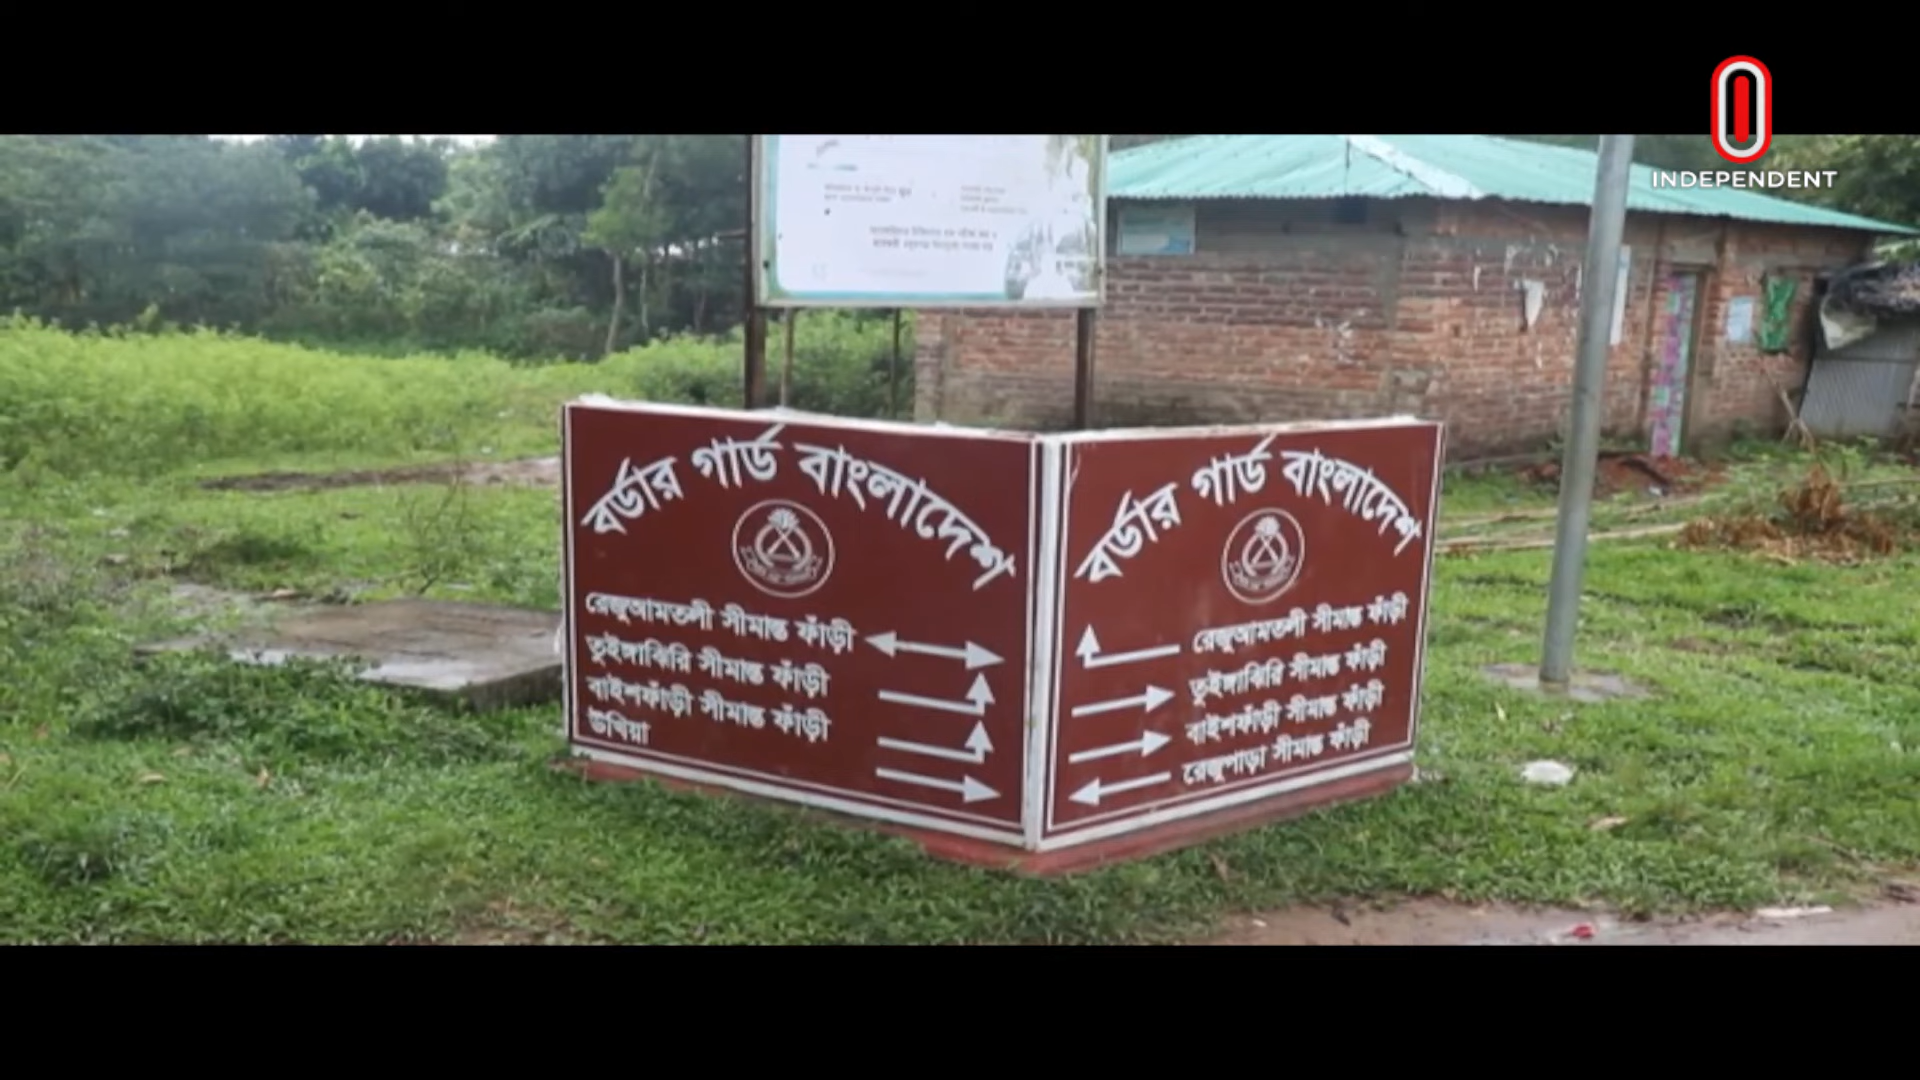 INDEPENDENT
বর্ডার গার্ড বাংলাদেশ
রেজুআমতলী সীমান্ত ফাঁড়ী
তুইঙ্গাঝিরি সীমান্ত ফাঁড়ী
বাইশফাঁড়ী সীমান্ত ফাঁড়ী
উখিয়া
বর্ডার গার্ড বাংলাদেশ
রেজুআমতলী সীমান্ত ফাঁড়ী
তুইঙ্গাঝিরি সীমান্ত ফাঁড়ী
বাইশফাঁড়ী সীমান্ত ফাঁড়ী
রেজুপাড়া সীমান্ত ফাঁড়ী